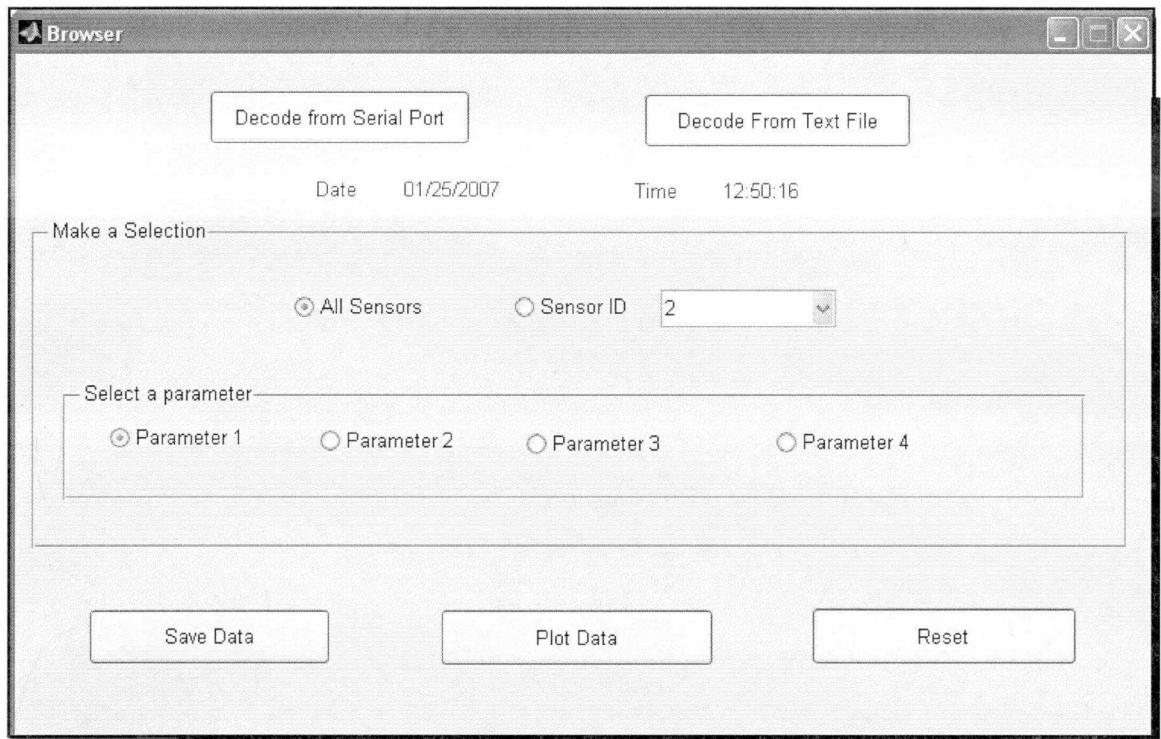 Browser
Decode from Serial Port
Decode From Text File
Date 01/25/2007 Time 12:50:16
Make a Selection
All Sensors Sensor ID 2
Select a parameter
Parameter 1 Parameter 2 Parameter 3 Parameter 4
Save Data Plot Data Reset